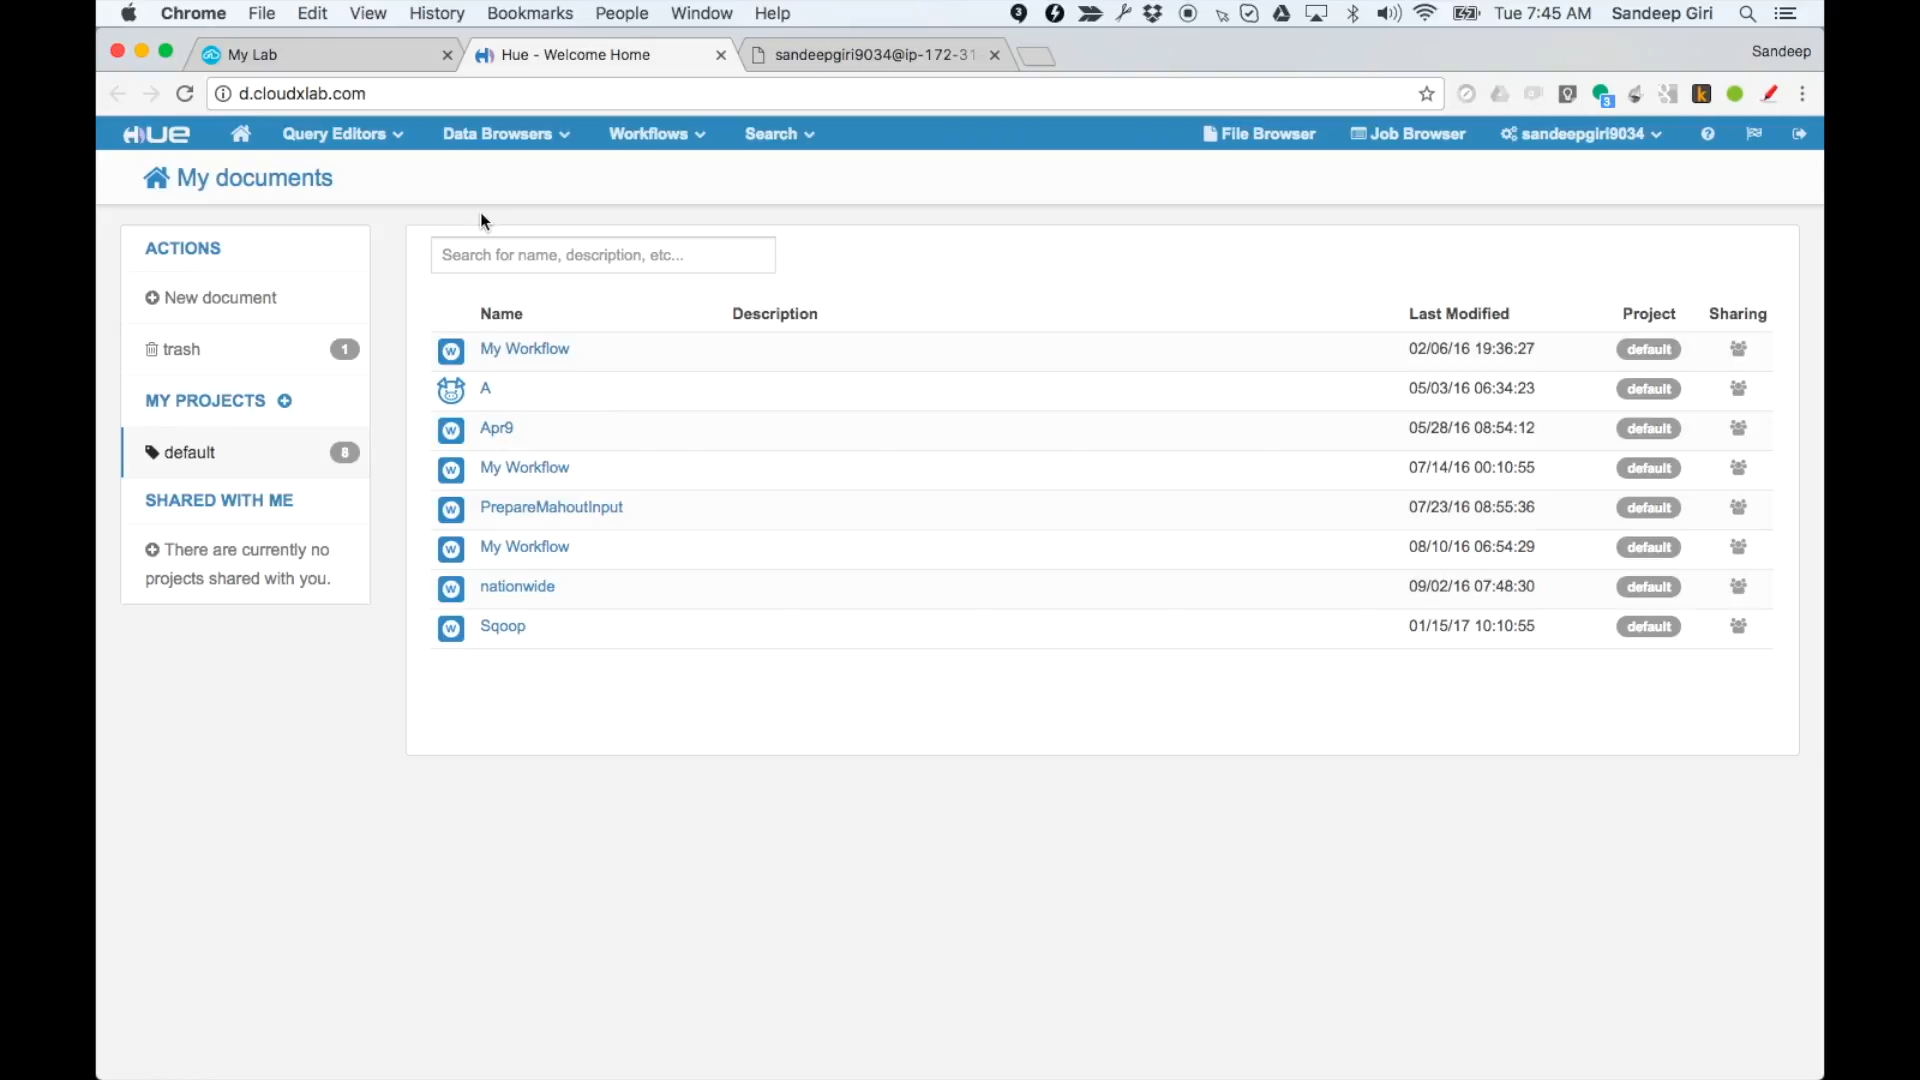 Chrome File Edit View History Bookmarks People Window Help 3 Tue 7:45 AM Sandeep Giri
My Lab Hue - Welcome Home sandeepgiri9034@ip-172-31 Sandeep
d.cloudxlab.com 3 k
HUE Query Editors Data Browsers Workflows Search File Browser Job Browser sandeepgiri9034
My documents
ACTIONS
New document
trash 1
MY PROJECTS
default 8
SHARED WITH ME
There are currently no
projects shared with you.
Search for name, description, etc...
Name Description Last Modified Project Sharing
W My Workflow 02/06/16 19:36:27 default
A 05/03/16 06:34:23 default
W Apr9 05/28/16 08:54:12 default
W My Workflow 07/14/16 00:10:55 default
W PrepareMahoutInput 07/23/16 08:55:36 default
W My Workflow 08/10/16 06:54:29 default
W nationwide 09/02/16 07:48:30 default
W Sqoop 01/15/17 10:10:55 default